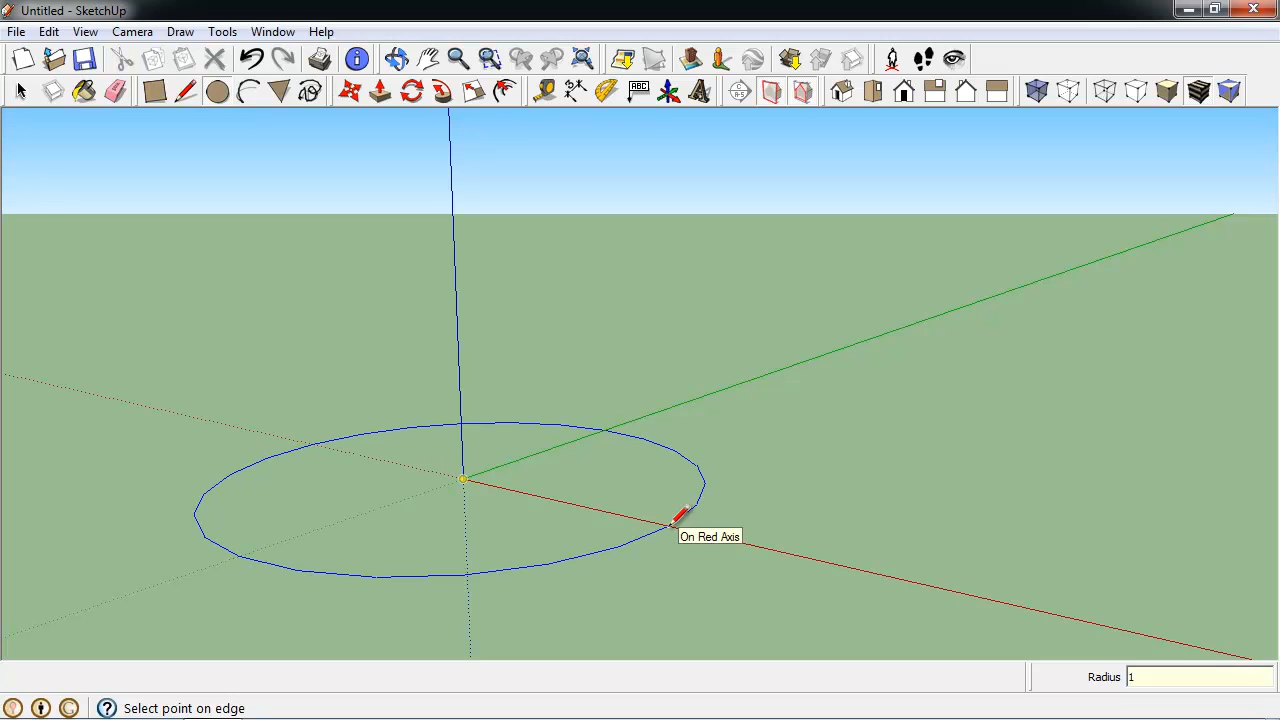 Untitled - SketchUp
File Edit View Camera Draw Tools Window Help
ABC
A
On Red Axis
Radius 1
Select point on edge